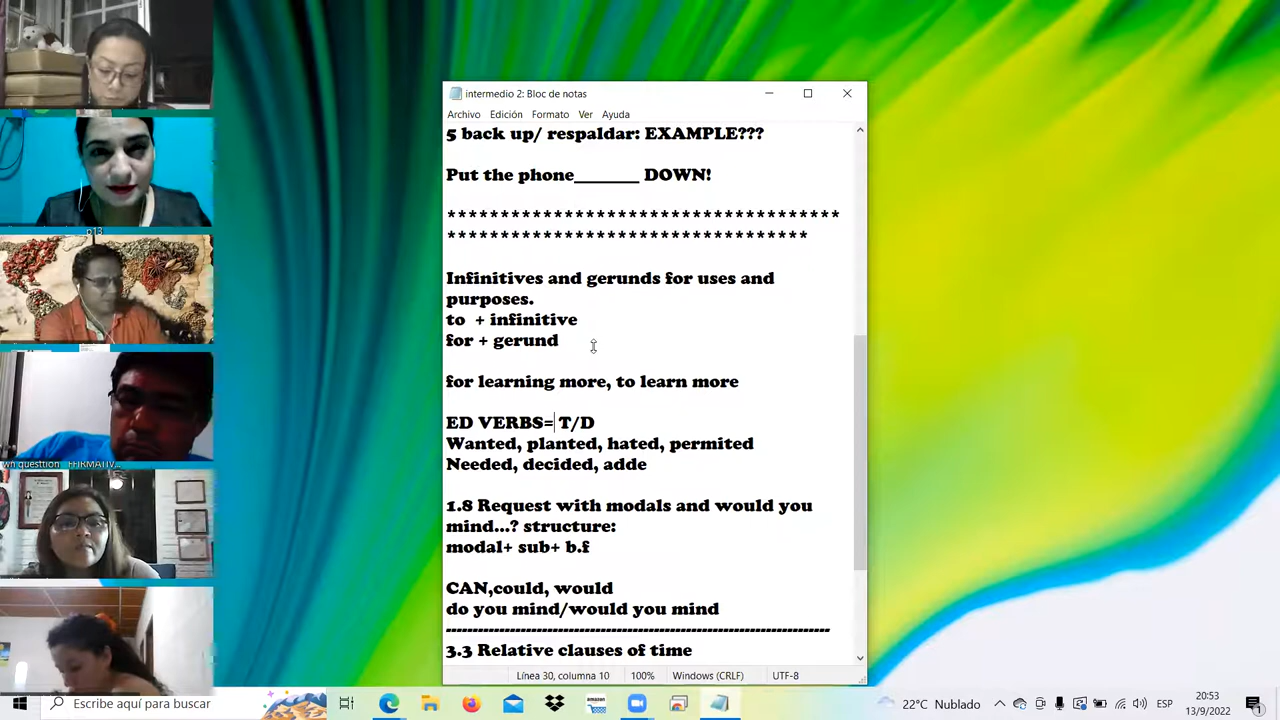 intermedio 2: Bloc de notas
Archivo Edición Formato Ver Ayuda
5 back up/ respaldar: EXAMPLE???
Put the phone_______ DOWN!
*************************************
**********************************
Infinitives and gerunds for uses and
purposes.
to + infinitive
for + gerund
for learning more, to learn more
ED VERBS= T/D
Wanted, planted, hated, permited
Needed, decided, adde
1.8 Request with modals and would you
mind...? structure:
modal+ sub+ b.f
CAN,could, would
do you mind/would you mind
----------------------------------------------------------------------
3.3 Relative clauses of time
Línea 30, columna 10 100% Windows (CRLF) UTF-8
p13
Escribe aquí para buscar
amazon
22°C Nublado
ESP
20:53
13/9/2022
1